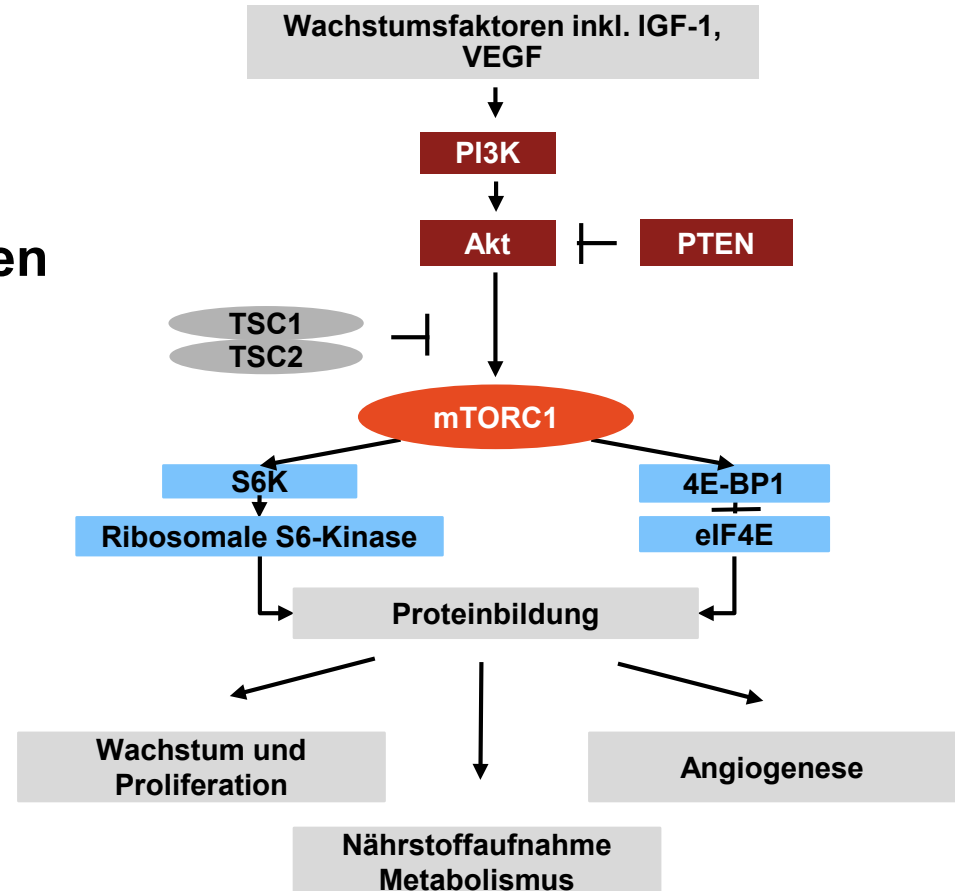 Wachstumsfaktoren inkl. IGF-1,
VEGF
PI3K
Akt
PTEN
en
TSC1
TSC2
mTORC1
S6K
4E-BP1
Ribosomale S6-Kinase
eIF4E
Proteinbildung
Wachstum und
Proliferation
Angiogenese
Nährstoffaufnahme
Metabolismus